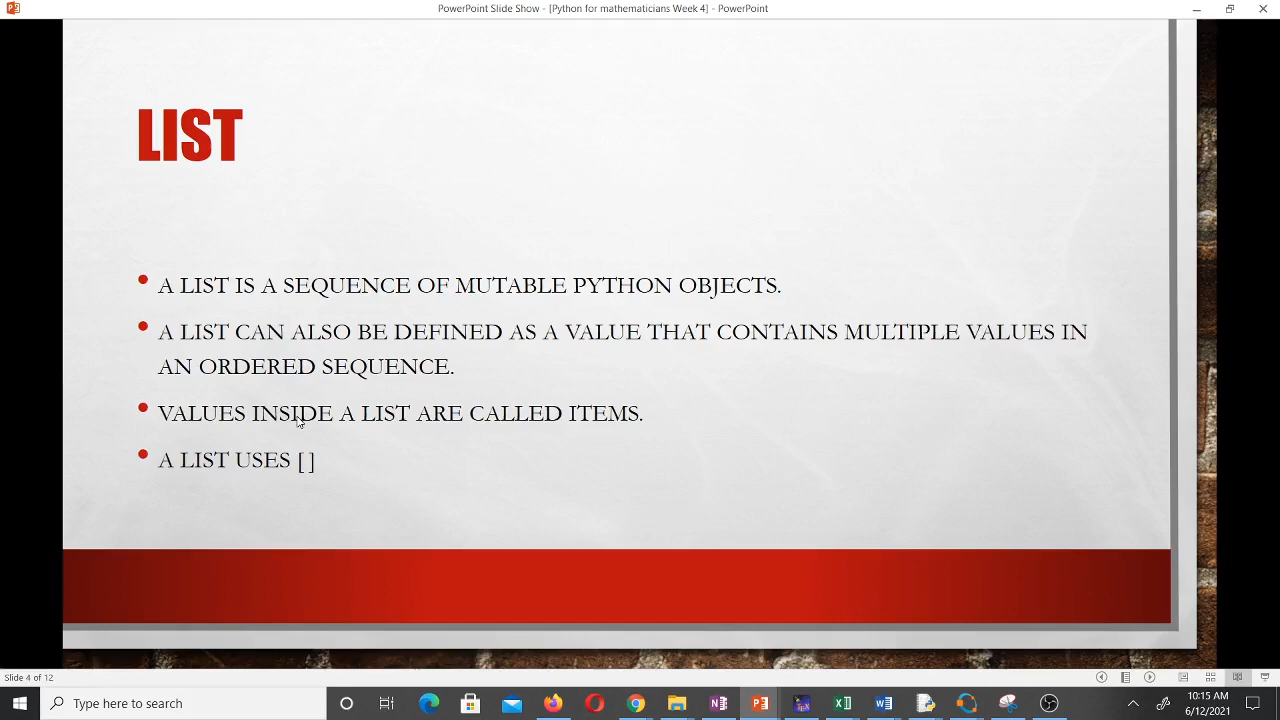 PowerPoint Slide Show - [Python for mathematicians Week 4] - PowerPoint
LIST
• A LIST IS A SEQUENCE OF MUTABLE PYTHON OBJECTS.
• A LIST CAN ALSO BE DEFINED AS A VALUE THAT CONTAINS MULTIPLE VALUES IN
AN ORDERED SEQUENCE.
• VALUES INSIDE A LIST ARE CALLED ITEMS.
• A LIST USES [ ]
Slide 4 of 12
Type here to search
10:15 AM
6/12/2021